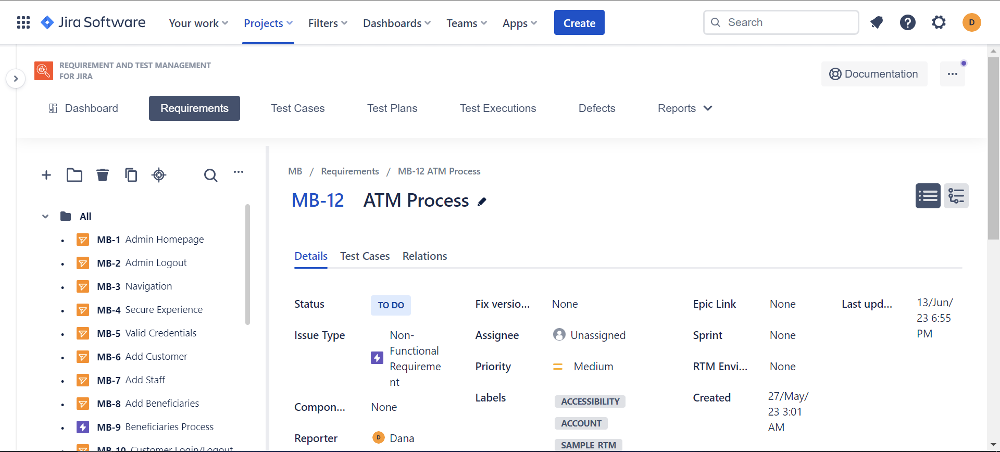 Jira Software
Your work
Projects
Filters
Dashboards
Teams
Apps
Create
Search
D
REQUIREMENT AND TEST MANAGEMENT
FOR JIRA
Documentation
Dashboard
Requirements
Test Cases
Test Plans
Test Executions
Defects
Reports
All
MB-1 Admin Homepage
MB-2 Admin Logout
MB-3 Navigation
MB-4 Secure Experience
MB-5 Valid Credentials
MB-6 Add Customer
MB-7 Add Staff
MB-8 Add Beneficiaries
MB-9 Beneficiaries Process
MB-10 Customer Login/Logout
MB / Requirements / MB-12 ATM Process
MB-12 ATM Process
Details
Test Cases
Relations
Status
TO DO
Issue Type
Non-
Functional
Requireme
nt
Compon...
None
Reporter
D
Dana
Fix versio...
None
Assignee
Unassigned
Priority
Medium
Labels
ACCESSIBILITY
ACCOUNT
SAMPLE RTM
Epic Link
None
Sprint
None
RTM Envi...
None
Created
27/May/
23 3:01
AM
Last upd...
13/Jun/
23 6:55
PM